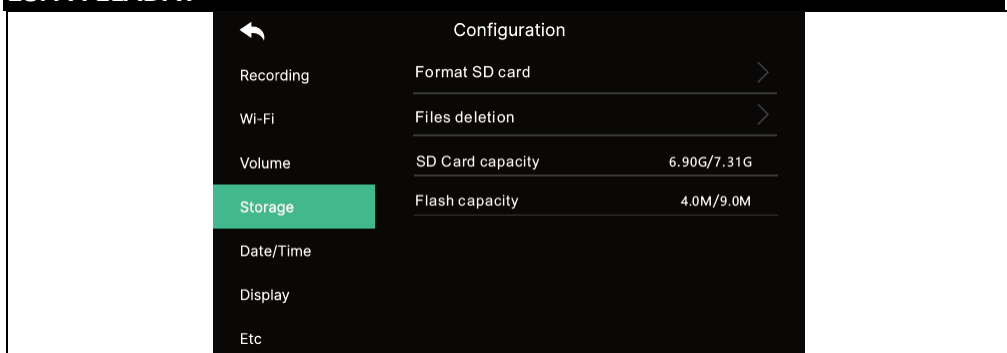 Configuration
Recording
Format SD card
Wi-Fi
Files deletion
Volume
SD Card capacity 6.90G/7.31G
Storage
Flash capacity 4.0M/9.0M
Date/Time
Display
Etc